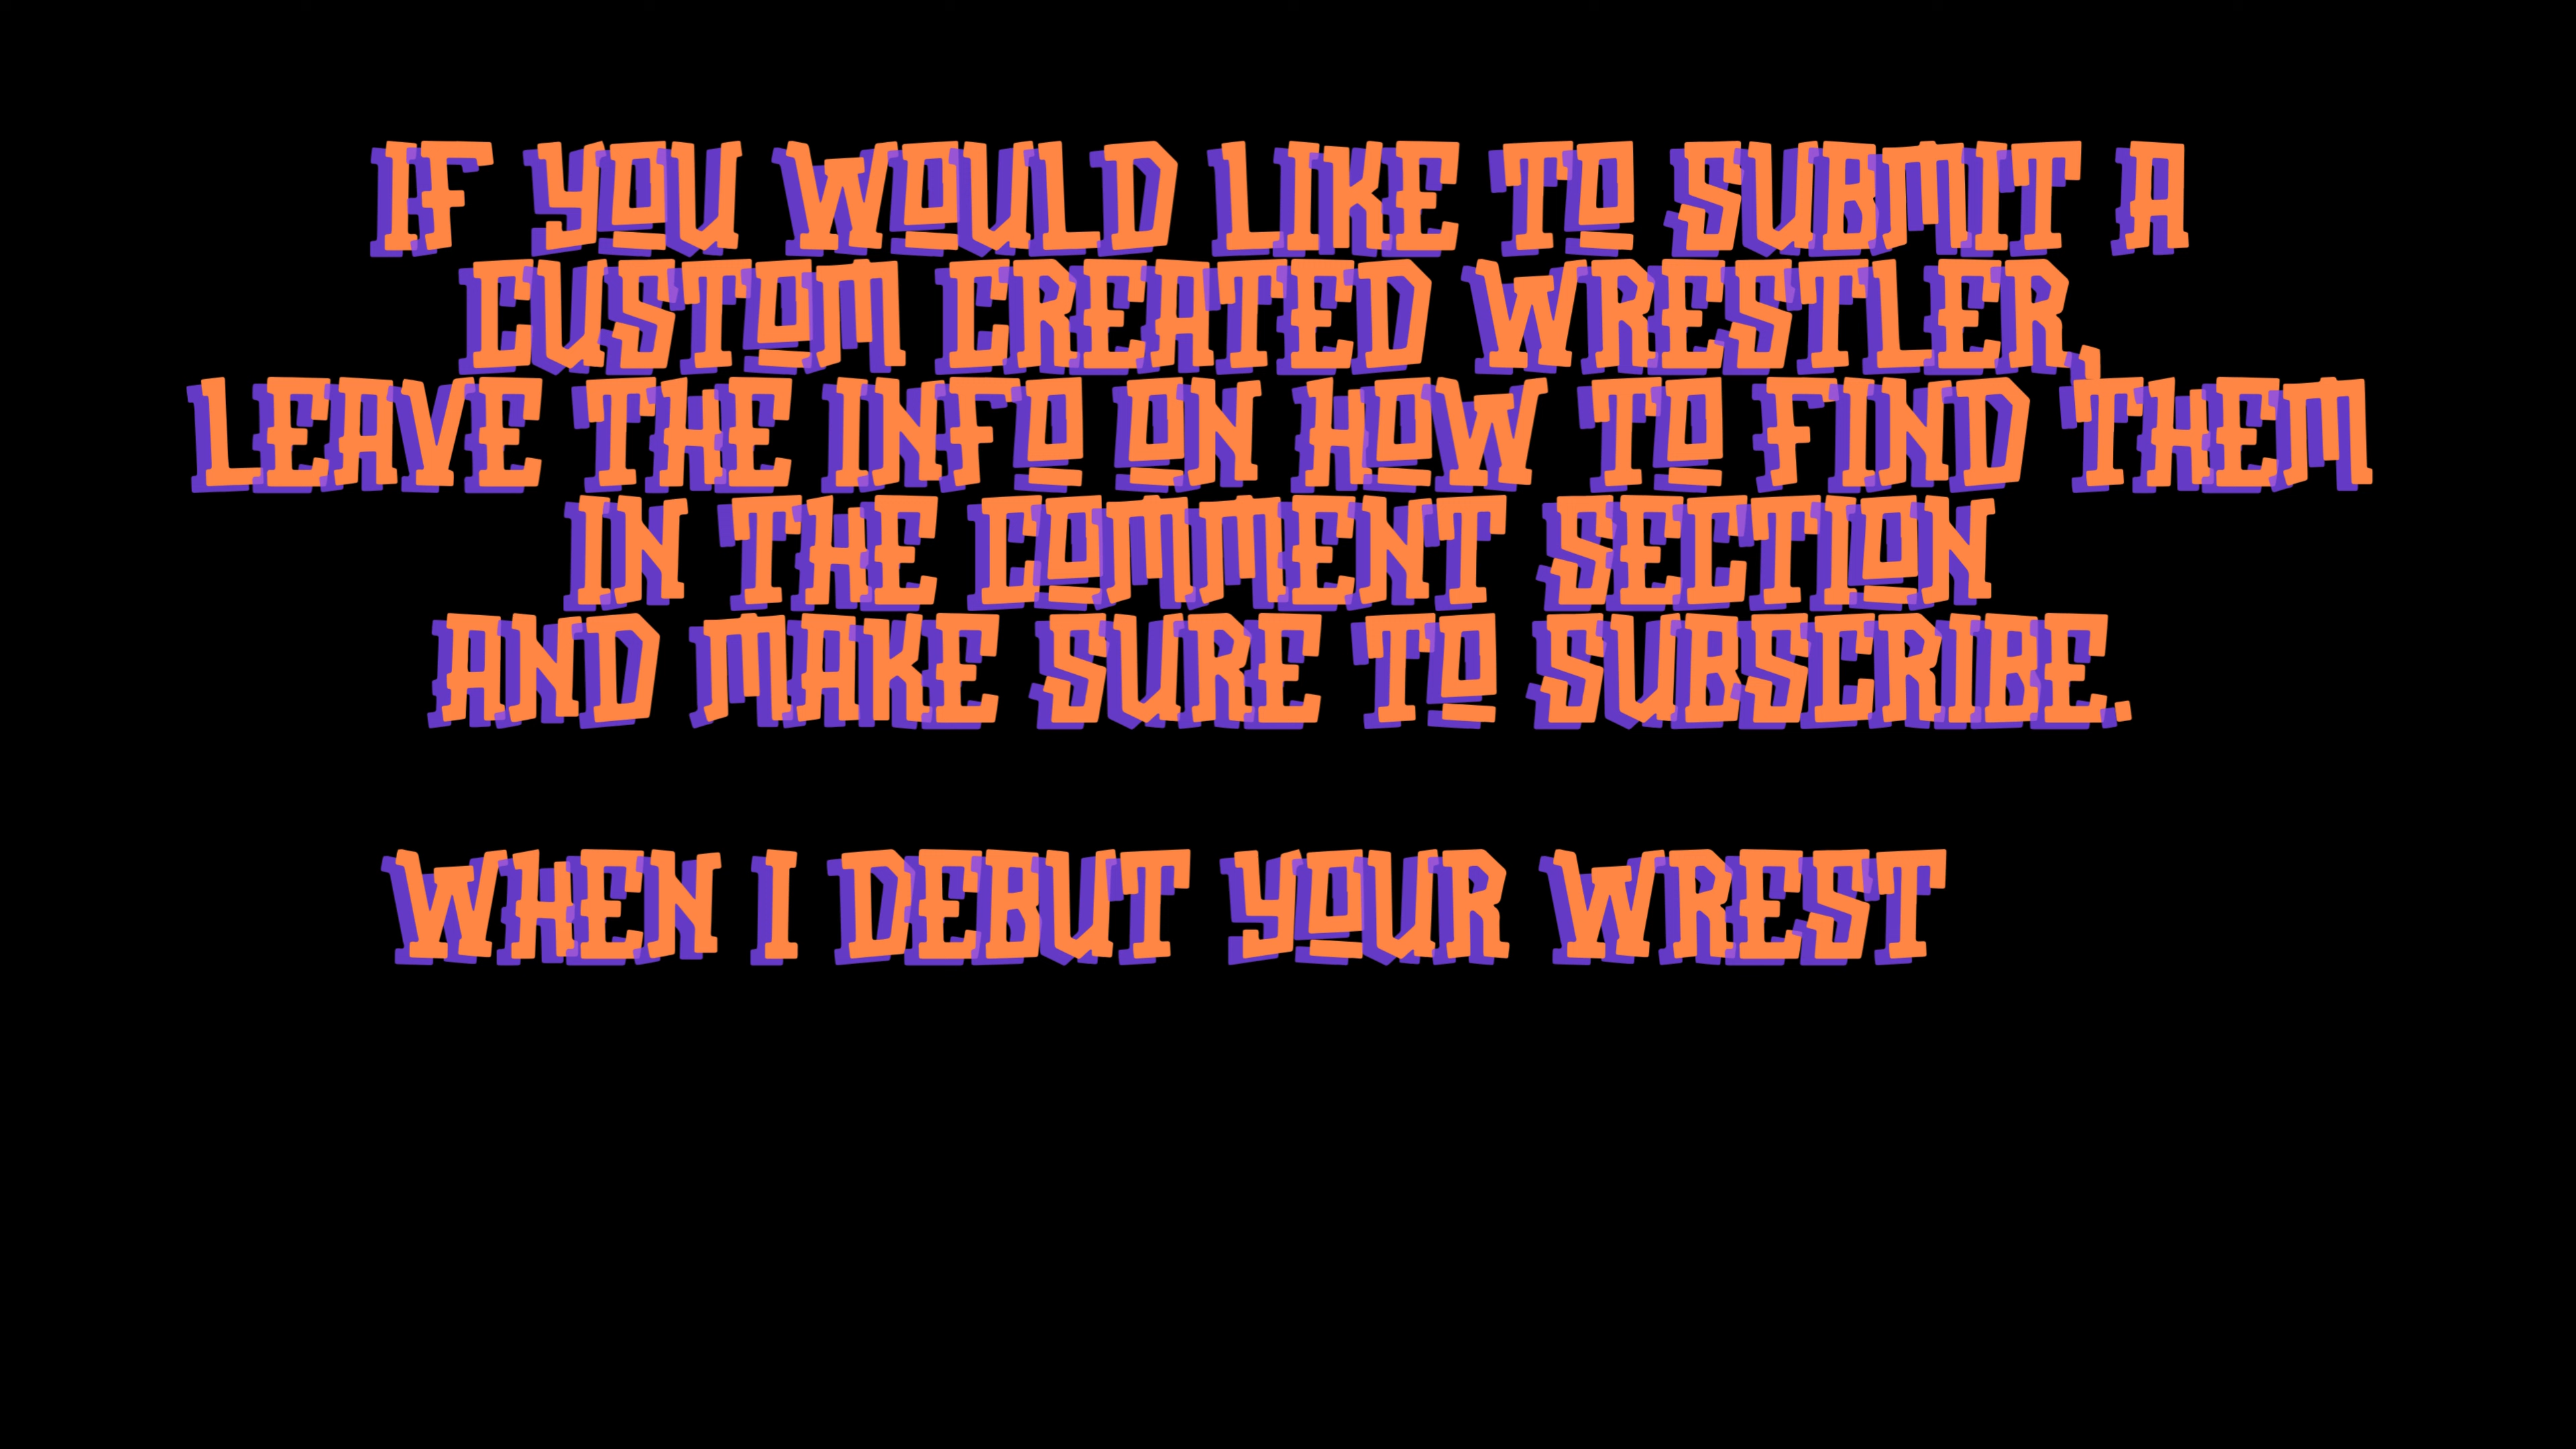 IF YOU WOULD LIKE TO SUBMIT A
CUSTOM CREATED WRESTLER,
LEAVE THE INFO ON HOW TO FIND THEM
IN THE COMMENT SECTION
AND MAKE SURE TO SUBSCRIBE.
WHEN I DEBUT YOUR WREST